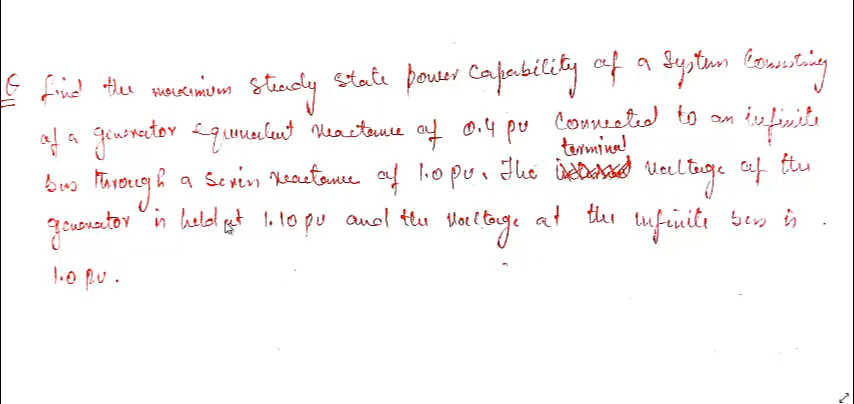 Q Find the maximum steady state power capability of a system consisting
of a generator equivalent reactance of 0.4 pu connected to an infinite
bus through a series reactance of 1.0 pu. The terminal voltage of the
generator is held at 1.10 pu and the voltage at the infinite bus is
1.0 pu.